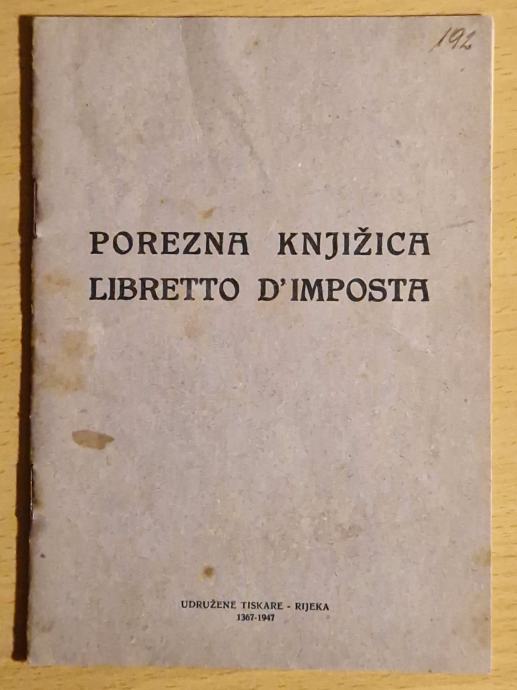 192
POREZNA KNJIŽICA
LIBRETTO D'IMPOSTA
UDRUŽENE TISKARE - RIJEKA
1367-1947